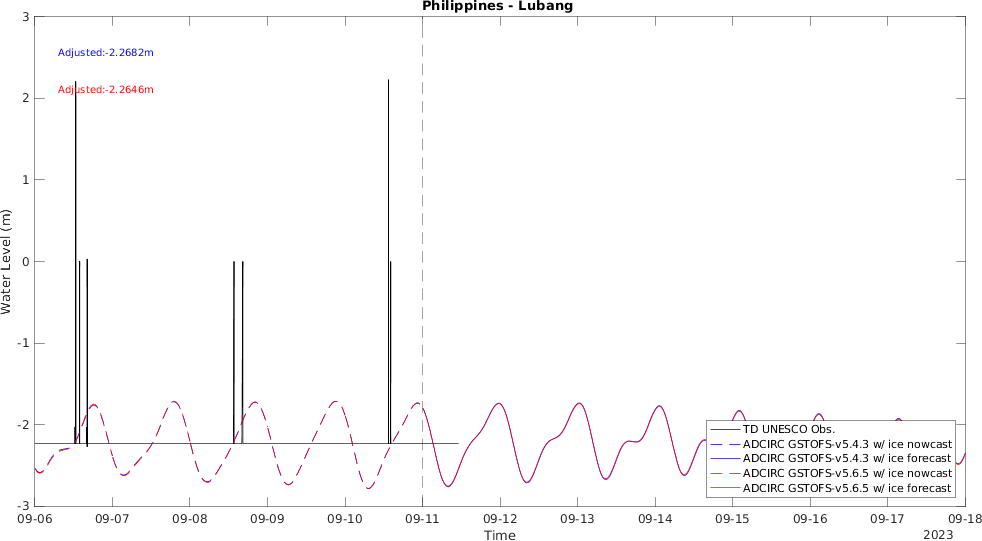 Philippines - Lubang
Adjusted:-2.2682m
Adjusted:-2.2646m
3
2
1
0
-1
-2
-3
Water Level (m)
TD UNESCO Obs.
ADCIRC GSTOFS-v5.4.3 w/ ice nowcast
ADCIRC GSTOFS-v5.4.3 w/ ice forecast
ADCIRC GSTOFS-v5.6.5 w/ ice nowcast
ADCIRC GSTOFS-v5.6.5 w/ ice forecast
09-06 09-07 09-08 09-09 09-10 09-11 09-12 09-13 09-14 09-15 09-16 09-17 09-18
Time
2023